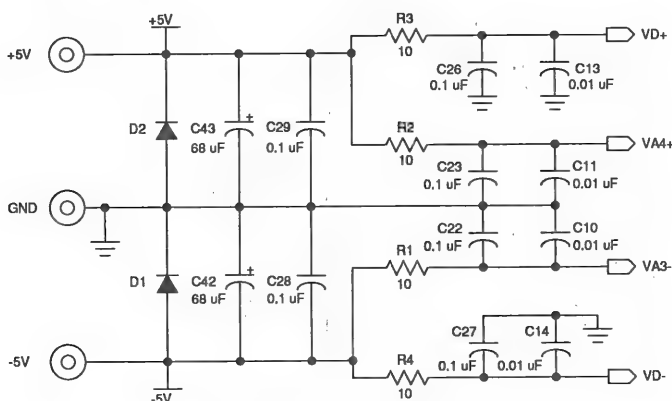 +5V
R3
VD+
+5V
10
C26
0.1 uF
C13
0.01 uF
D2
C43
+
68 uF
C29
0.1 uF
R2
10
VA4+
C23
0.1 uF
C11
0.01 uF
GND
C22
0.1 uF
C10
0.01 uF
D1
C42
+
68 uF
C28
0.1 uF
R1
10
VA3-
C27
0.1 uF
C14
0.01 uF
-5V
R4
10
VD-
-5V